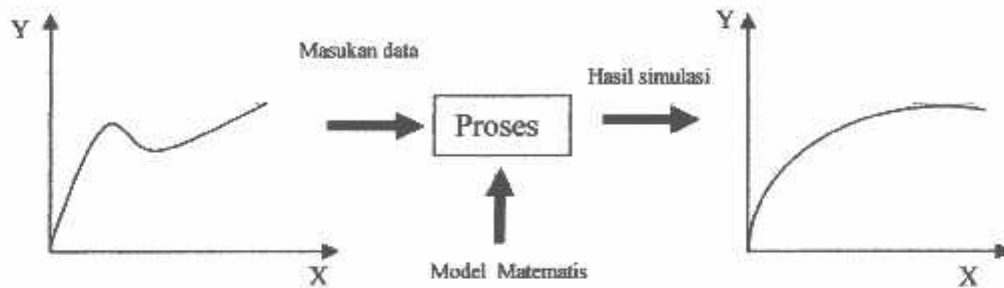 Y
Masukan data
Hasil simulasi
Y
Proses
X
Model Matematis
X